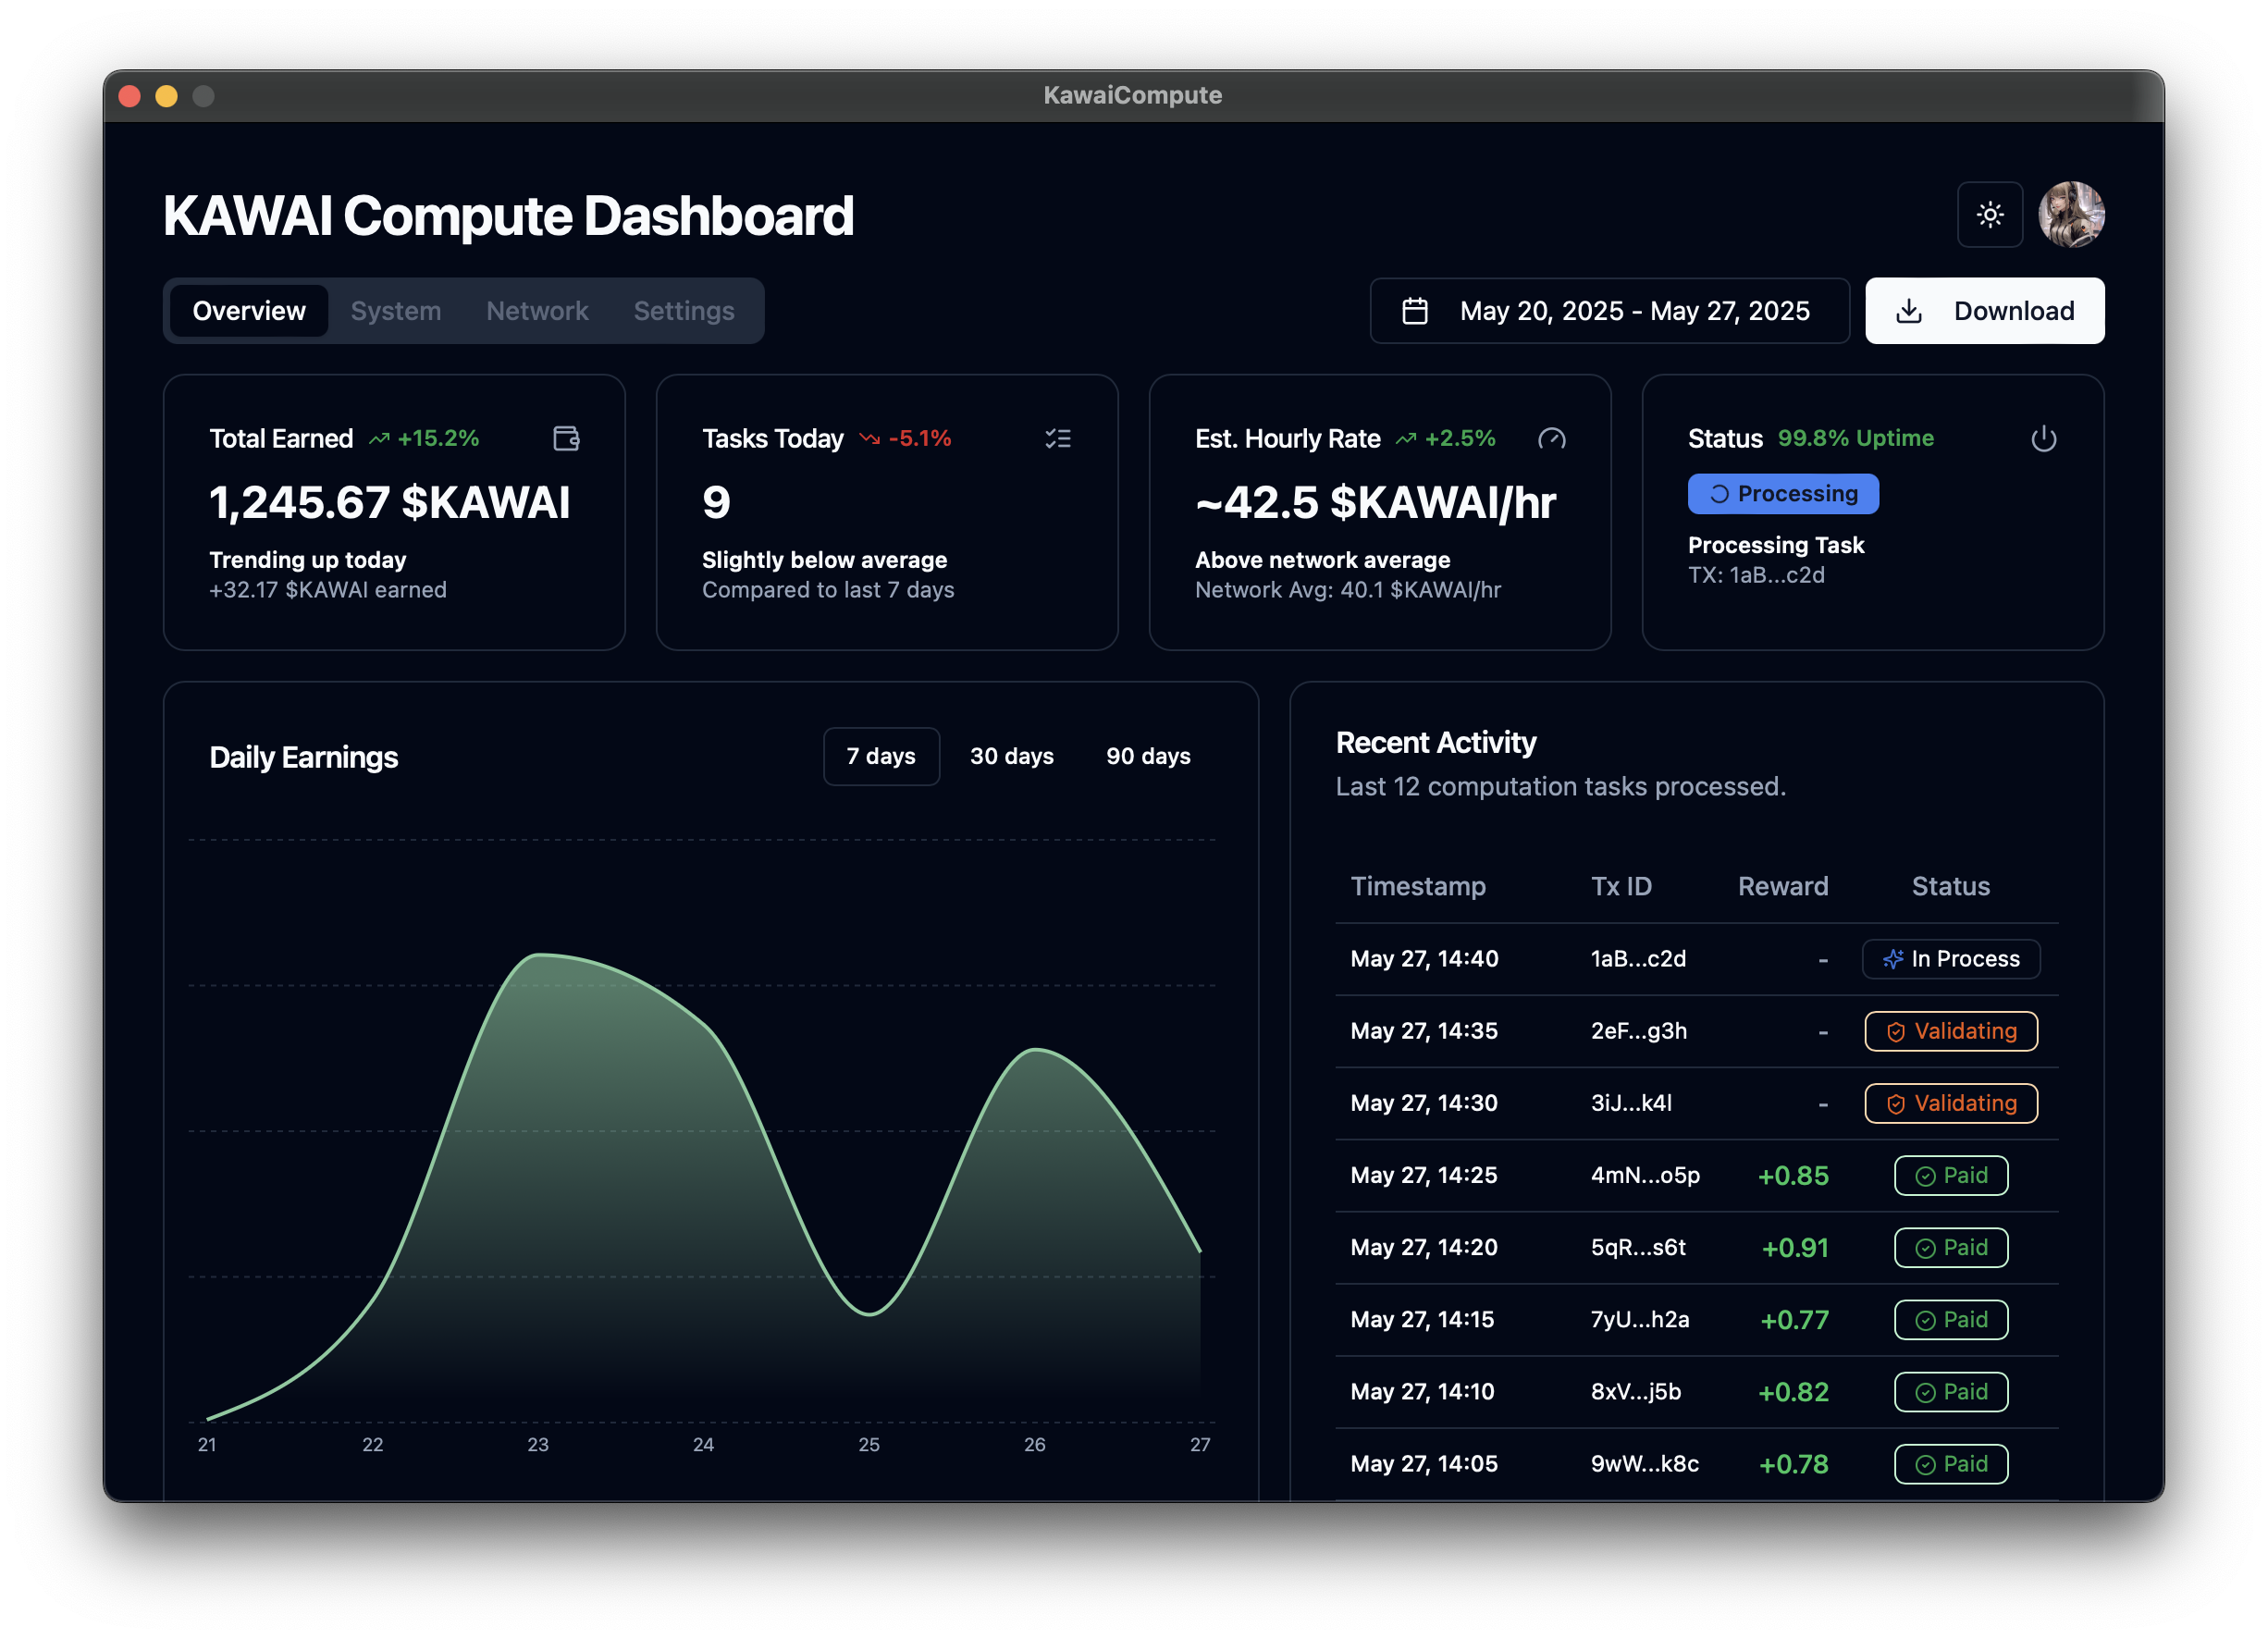 KawaiCompute
KAWAI Compute Dashboard
Overview System Network Settings
May 20, 2025 - May 27, 2025
Download
Total Earned +15.2%
1,245.67 $KAWAI
Trending up today
+32.17 $KAWAI earned
Tasks Today -5.1%
9
Slightly below average
Compared to last 7 days
Est. Hourly Rate +2.5%
~42.5 $KAWAI/hr
Above network average
Network Avg: 40.1 $KAWAI/hr
Status 99.8% Uptime
Processing
Processing Task
TX: 1aB...c2d
Daily Earnings
7 days 30 days 90 days
21 22 23 24 25 26 27
Recent Activity
Last 12 computation tasks processed.
Timestamp Tx ID Reward Status
May 27, 14:40 1aB...c2d - In Process
May 27, 14:35 2eF...g3h - Validating
May 27, 14:30 3iJ...k4l - Validating
May 27, 14:25 4mN...o5p +0.85 Paid
May 27, 14:20 5qR...s6t +0.91 Paid
May 27, 14:15 7yU...h2a +0.77 Paid
May 27, 14:10 8xV...j5b +0.82 Paid
May 27, 14:05 9wW...k8c +0.78 Paid